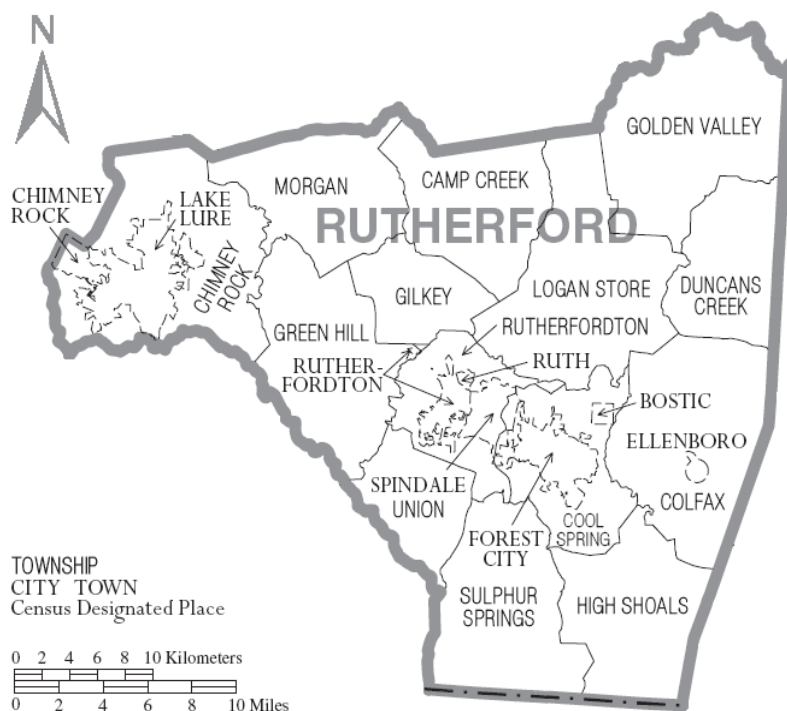 N
GOLDEN VALLEY
CAMP CREEK
MORGAN
CHIMNEY
ROCK
LAKE
LURE
RUTHERFORD
CHIMNEY
ROCK
DUNCANS
CREEK
LOGAN STORE
GILKEY
GREEN HILL
RUTHERFORDTON
RUTHER-
FORDTON
RUTH
BOSTIC
ELLENBORO
SPINDALE
UNION
COLFAX
FOREST
CITY
COOL
SPRING
SULPHUR
SPRINGS
HIGH SHOALS
TOWNSHIP
CITY TOWN
Census Designated Place
0 2 4 6 8 10 Kilometers
0 2 4 6 8 10 Miles